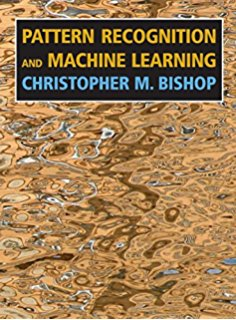 PATTERN RECOGNITION
AND MACHINE LEARNING
CHRISTOPHER M. BISHOP